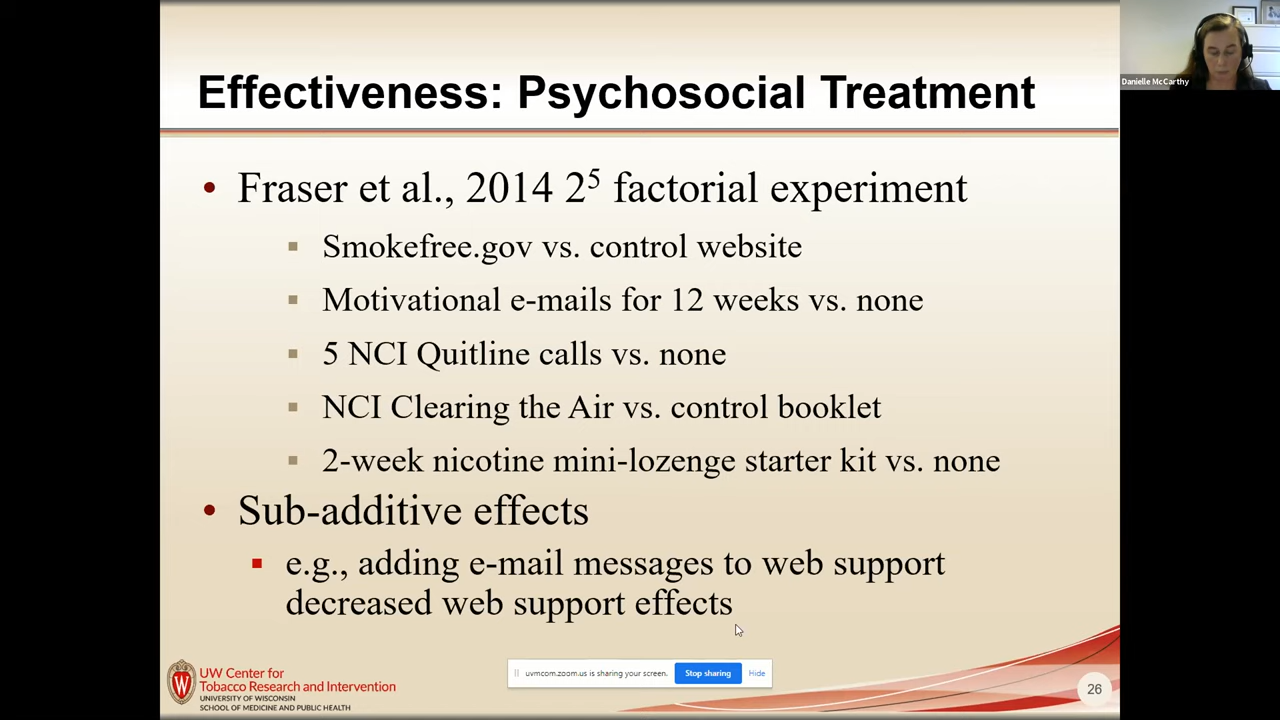 Effectiveness: Psychosocial Treatment
Danielle McCarthy
• Fraser et al., 2014 2⁵ factorial experiment
▪ Smokefree.gov vs. control website
▪ Motivational e-mails for 12 weeks vs. none
▪ 5 NCI Quitline calls vs. none
▪ NCI Clearing the Air vs. control booklet
▪ 2-week nicotine mini-lozenge starter kit vs. none
• Sub-additive effects
▪ e.g., adding e-mail messages to web support
decreased web support effects
UW Center for
Tobacco Research and Intervention
UNIVERSITY OF WISCONSIN
SCHOOL OF MEDICINE AND PUBLIC HEALTH
uvmcom.zoom.us is sharing your screen.
Stop sharing
Hide
26